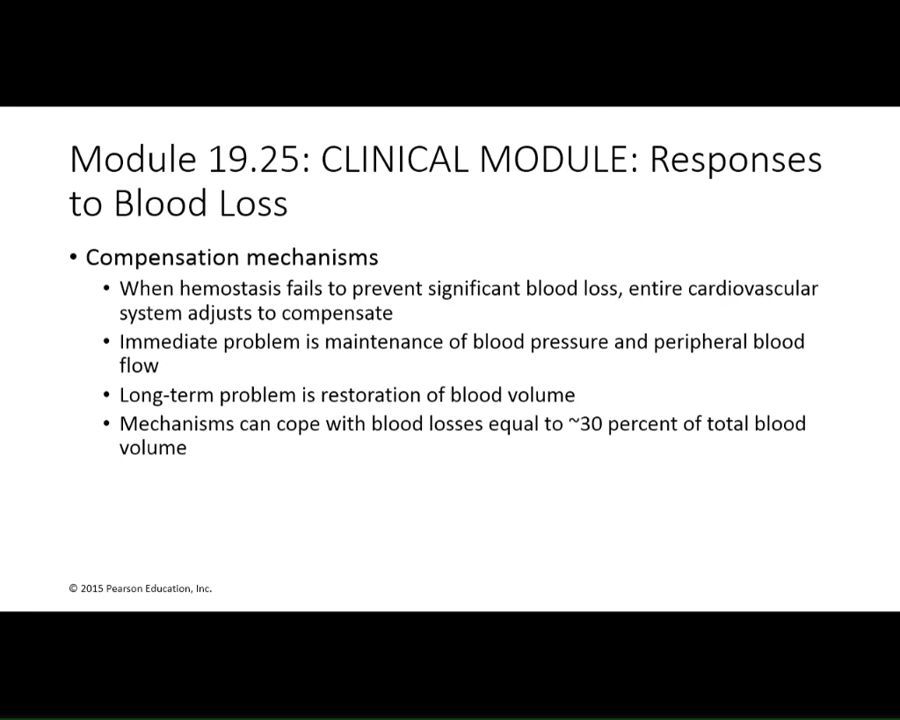 Module 19.25: CLINICAL MODULE: Responses
to Blood Loss
• Compensation mechanisms
• When hemostasis fails to prevent significant blood loss, entire cardiovascular
system adjusts to compensate
• Immediate problem is maintenance of blood pressure and peripheral blood
flow
• Long-term problem is restoration of blood volume
• Mechanisms can cope with blood losses equal to ~30 percent of total blood
volume
© 2015 Pearson Education, Inc.